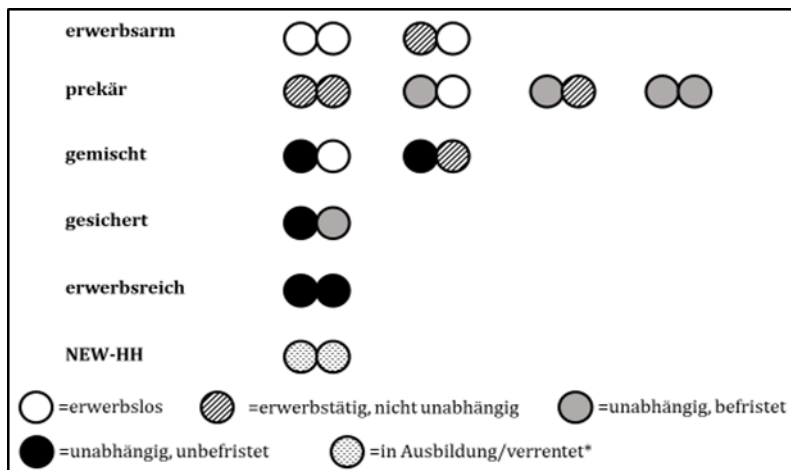 erwerbsarm
prekär
gemischt
gesichert
erwerbsreich
NEW-HH
=erwerbslos =erwerbstätig, nicht unabhängig =unabhängig, befristet
=unabhängig, unbefristet =in Ausbildung/verrentet*